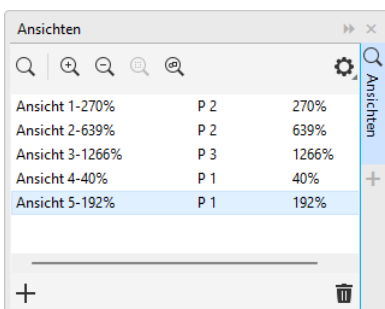 Ansichten
Ansicht 1-270% P 2 270%
Ansicht 2-639% P 2 639%
Ansicht 3-1266% P 3 1266%
Ansicht 4-40% P 1 40%
Ansicht 5-192% P 1 192%
Ansichten